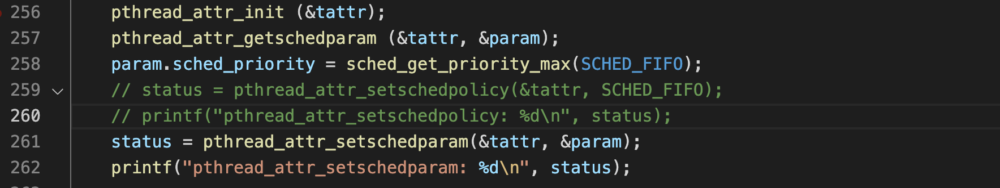 256 pthread_attr_init (&tattr);
257 pthread_attr_getschedparam (&tattr, &param);
258 param.sched_priority = sched_get_priority_max(SCHED_FIFO);
259 // status = pthread_attr_setschedpolicy(&tattr, SCHED_FIFO);
260 // printf("pthread_attr_setschedpolicy: %d\n", status);
261 status = pthread_attr_setschedparam(&tattr, &param);
262 printf("pthread_attr_setschedparam: %d\n", status);